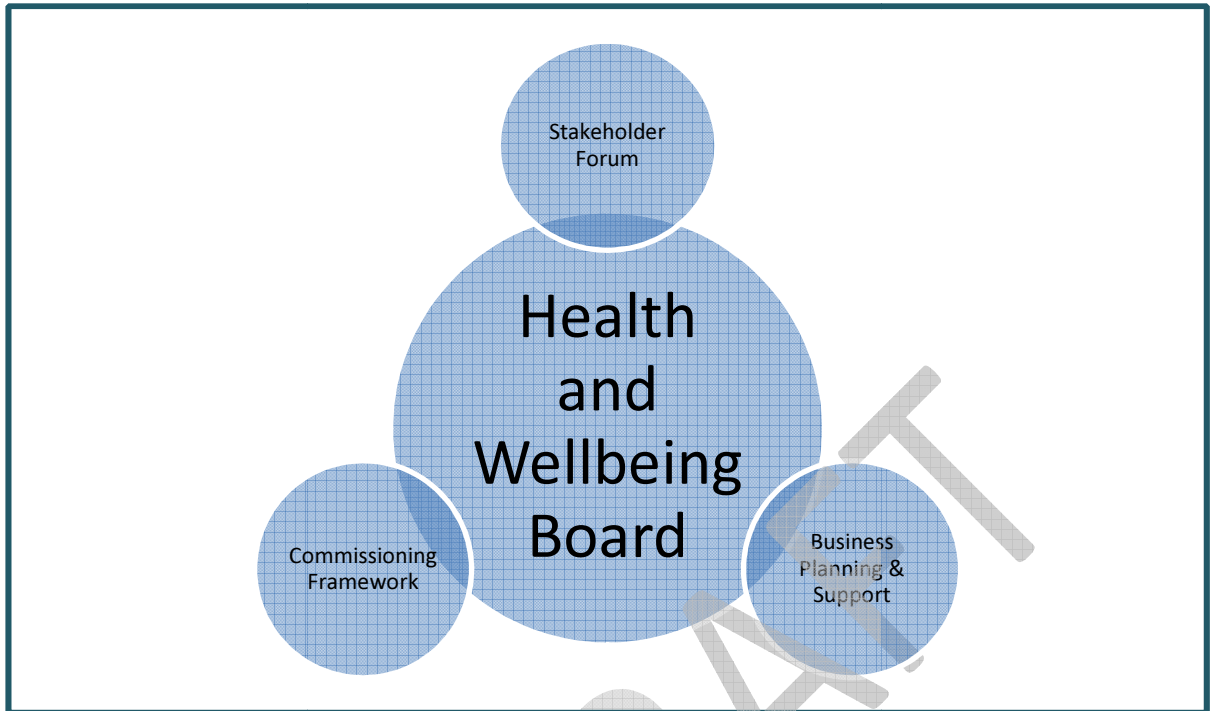 Stakeholder
Forum
Health
and
Wellbeing
Board
Commissioning
Framework
Business
Planning &
Support